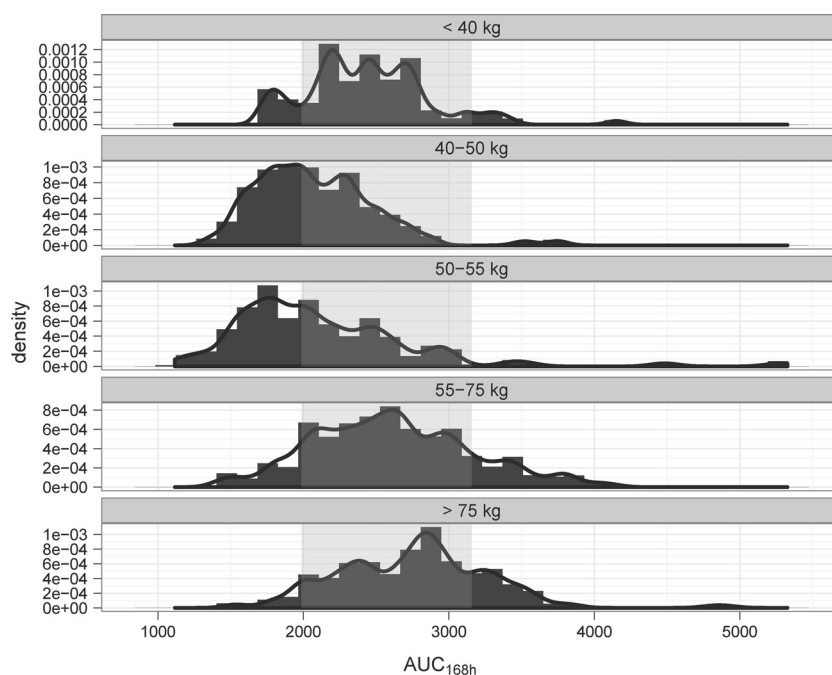 < 40 kg
0.0012
0.0010
0.0008
0.0006
0.0004
0.0002
0.0000
40−50 kg
1e−03
8e−04
6e−04
4e−04
2e−04
0e+00
50−55 kg
1e−03
8e−04
6e−04
4e−04
2e−04
0e+00
density
55−75 kg
8e−04
6e−04
4e−04
2e−04
0e+00
> 75 kg
1e−03
8e−04
6e−04
4e−04
2e−04
0e+00
1000 2000 3000 4000 5000
AUC168h